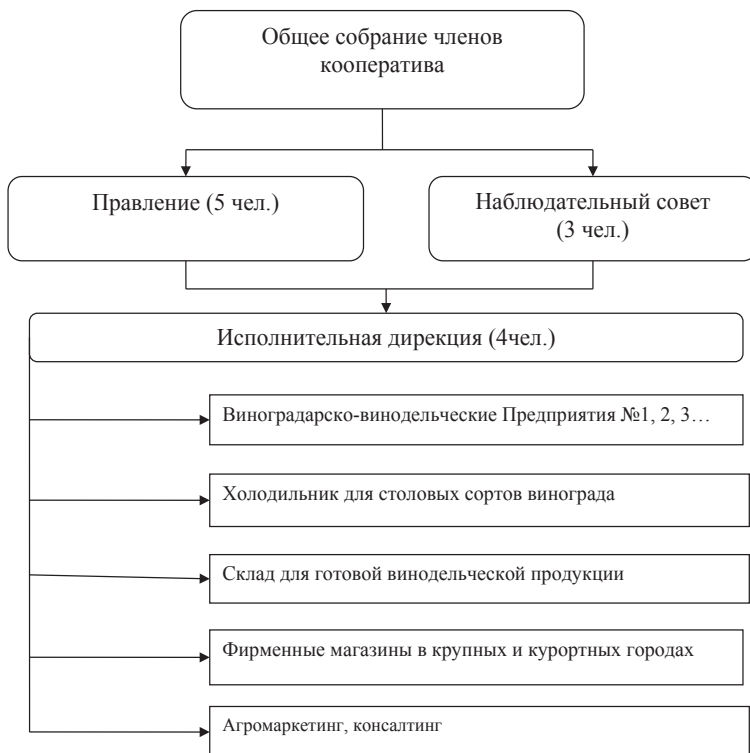 Общее собрание членов
кооператива
Правление (5 чел.)
Наблюдательный совет
(3 чел.)
Исполнительная дирекция (4чел.)
Виноградарско-винодельческие Предприятия №1, 2, 3…
Холодильник для столовых сортов винограда
Склад для готовой винодельческой продукции
Фирменные магазины в крупных и курортных городах
Агромаркетинг, консалтинг